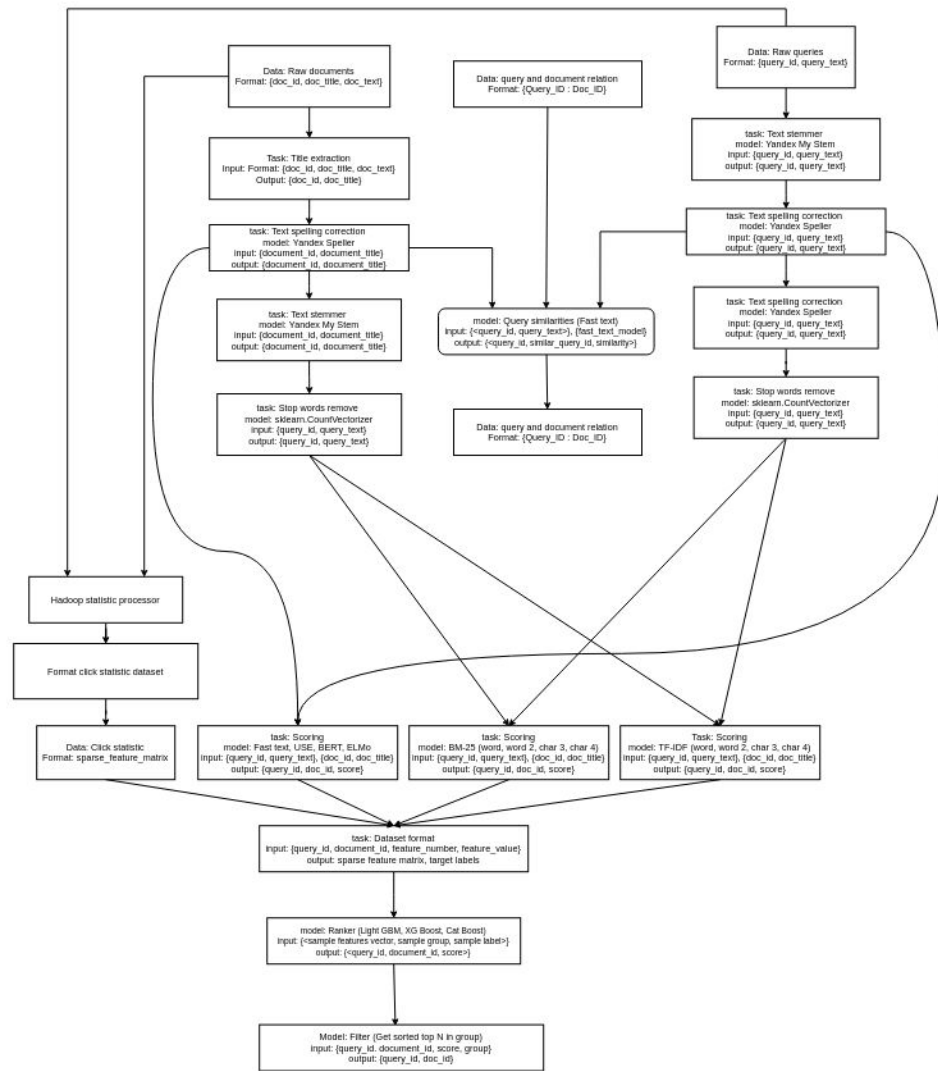 Data: Raw queries
Format: {query_id, query_text}
Data: Raw documents
Format: {doc_id, doc_title, doc_text}
Data: query and document relation
Format: {Query_ID : Doc_ID}
task: Text stemmer
model: Yandex My Stem
input: {query_id, query_text}
output: {query_id, query_text}
Task: Title extraction
Input: Format: {doc_id, doc_title, doc_text}
Output: {doc_id, doc_title}
task: Text spelling correction
model: Yandex Speller
input: {query_id, query_text}
output: {query_id, query_text}
task: Text spelling correction
model: Yandex Speller
input: {document_id, document_title}
output: {document_id, document_title}
task: Text spelling correction
model: Yandex Speller
input: {query_id, query_text}
output: {query_id, query_text}
task: Text stemmer
model: Yandex My Stem
input: {document_id, document_title}
output: {document_id, document_title}
model: Query similarities (Fast text)
input: {<query_id, query_text>}, {fast_text_model}
output: {<query_id, similar_query_id, similarity>}
task: Stop words remove
model: sklearn.CountVectorizer
input: {query_id, query_text}
output: {query_id, query_text}
task: Stop words remove
model: sklearn.CountVectorizer
input: {query_id, query_text}
output: {query_id, query_text}
Data: query and document relation
Format: {Query_ID : Doc_ID}
Hadoop statistic processor
Format click statistic dataset
Data: Click statistic
Format: sparse_feature_matrix
task: Scoring
model: Fast text, USE, BERT, ELMo
input: {query_id, query_text}, {doc_id, doc_title}
output: {query_id, doc_id, score}
task: Scoring
model: BM-25 (word, word 2, char 3, char 4)
input: {query_id, query_text}, {doc_id, doc_title}
output: {query_id, doc_id, score}
Task: Scoring
model: TF-IDF (word, word 2, char 3, char 4)
input: {query_id, query_text}, {doc_id, doc_title}
output: {query_id, doc_id, score}
task: Dataset format
input: {query_id, document_id, feature_number, feature_value}
output: sparse feature matrix, target labels
model: Ranker (Light GBM, XG Boost, Cat Boost)
input: {<sample features vector, sample group, sample label>}
output: {<query_id, document_id, score>}
Model: Filter (Get sorted top N in group)
input: {query_id. document_id, score, group}
output: {query_id, doc_id}